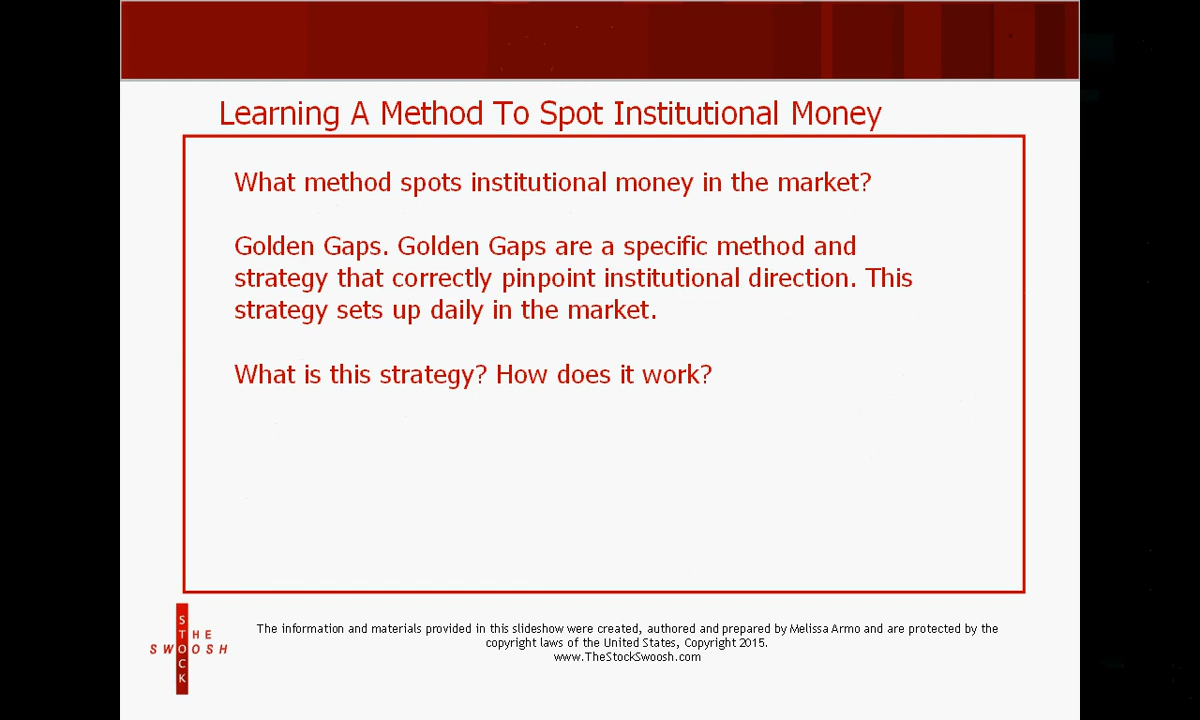 Learning A Method To Spot Institutional Money
What method spots institutional money in the market?
Golden Gaps. Golden Gaps are a specific method and
strategy that correctly pinpoint institutional direction. This
strategy sets up daily in the market.
What is this strategy? How does it work?
THE
STOCK
SWOOSH
The information and materials provided in this slideshow were created, authored and prepared by Melissa Armo and are protected by the
copyright laws of the United States, Copyright 2015.
www.TheStockSwoosh.com